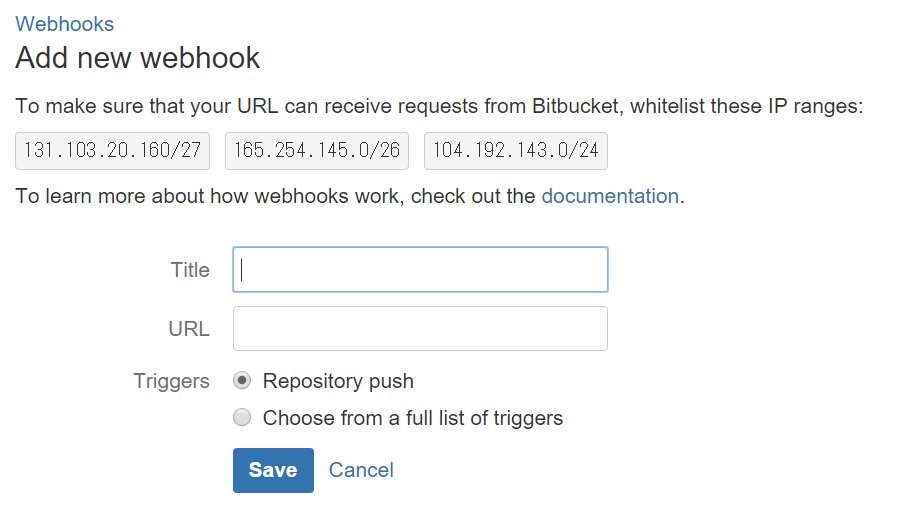 Webhooks
Add new webhook
To make sure that your URL can receive requests from Bitbucket, whitelist these IP ranges:
131.103.20.160/27 165.254.145.0/26 104.192.143.0/24
To learn more about how webhooks work, check out the documentation.
Title
URL
Triggers Repository push
Choose from a full list of triggers
Save Cancel